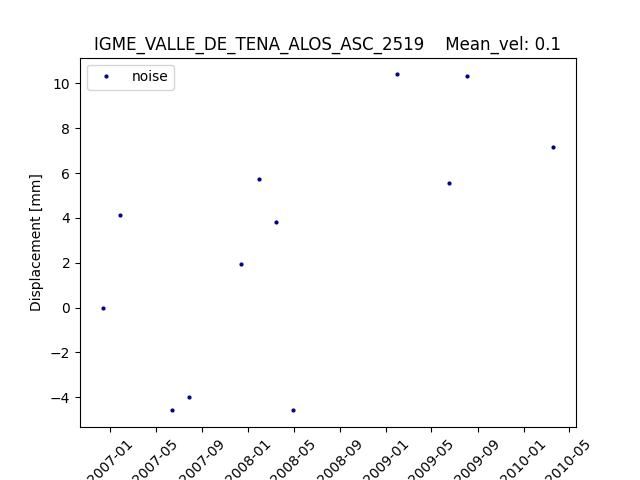 IGME_VALLE_DE_TENA_ALOS_ASC_2519 Mean_vel: 0.1
noise
Displacement [mm]
10
8
6
4
2
0
−2
−4
2007-01 2007-05 2007-09 2008-01 2008-05 2008-09 2009-01 2009-05 2009-09 2010-01 2010-05